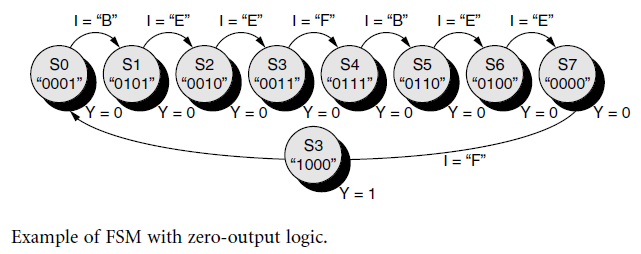 I = “B” I = “E” I = “E” I = “F” I = “B” I = “E” I = “E”
S0 S1 S2 S3 S4 S5 S6 S7
“0001” “0101” “0010” “0011” “0111” “0110” “0100” “0000”
Y = 0 Y = 0 Y = 0 Y = 0 Y = 0 Y = 0 Y = 0 Y = 0
S3
“1000”
I = “F”
Y = 1
Example of FSM with zero-output logic.